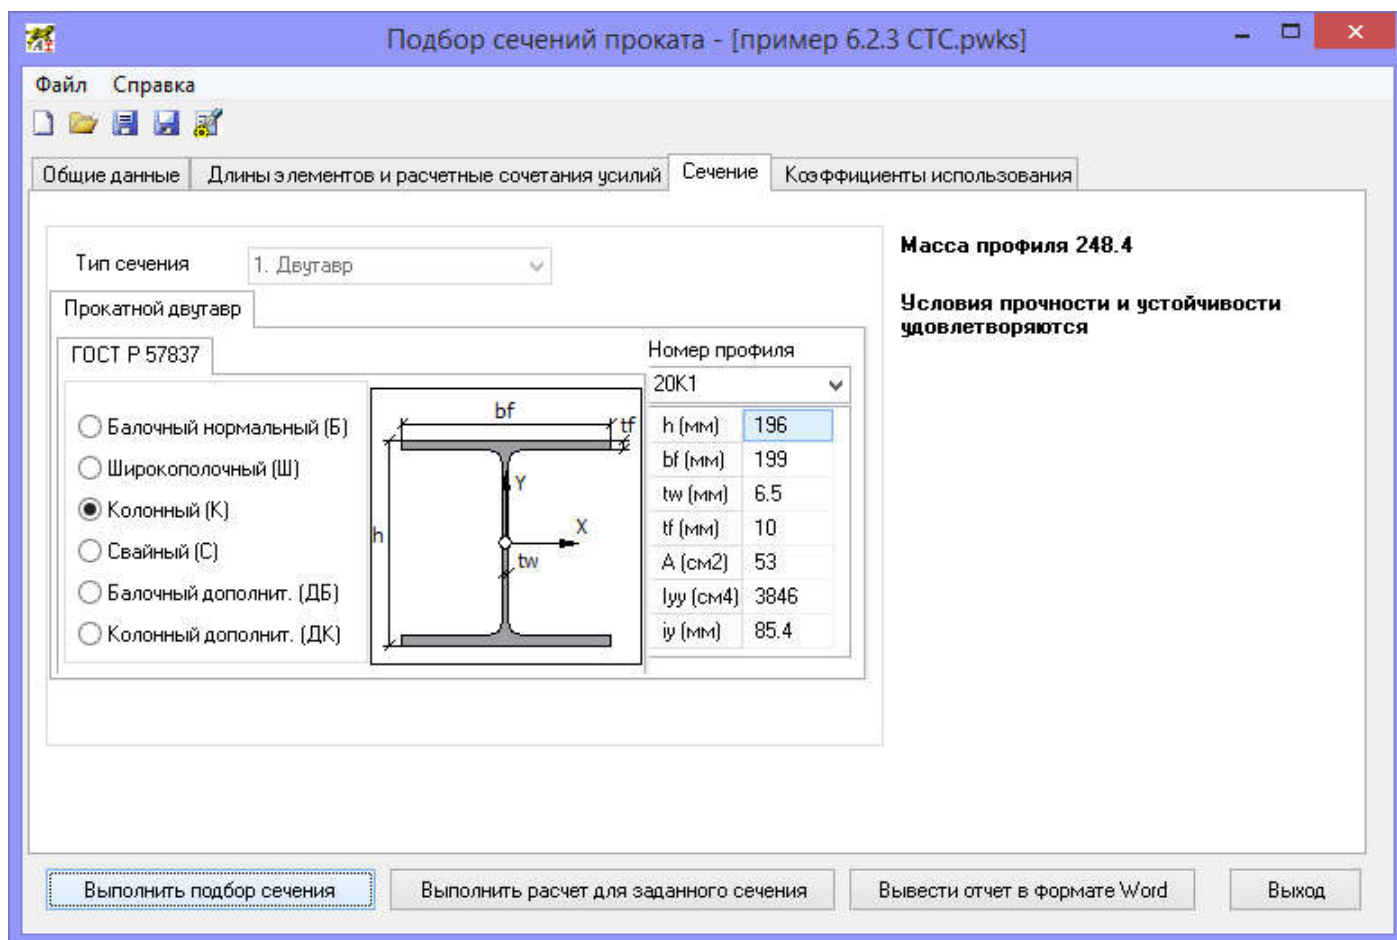 Подбор сечений проката - [пример 6.2.3 СТС.pwks]
Файл Справка
Общие данные Длины элементов и расчетные сочетания усилий Сечение Коэффициенты использования
Тип сечения 1. Двутавр
Прокатной двутавр
ГОСТ Р 57837
Балочный нормальный (Б)
Широкополочный (Ш)
Колонный (К)
Свайный (С)
Балочный дополнит. (ДБ)
Колонный дополнит. (ДК)
bf
tf
Y
h
X
tw
Номер профиля
20К1
h (мм) 196
bf (мм) 199
tw (мм) 6.5
tf (мм) 10
A (см2) 53
Iyy (см4) 3846
iy (мм) 85.4
Масса профиля 248.4
Условия прочности и устойчивости
удовлетворяются
Выполнить подбор сечения Выполнить расчет для заданного сечения Вывести отчет в формате Word Выход